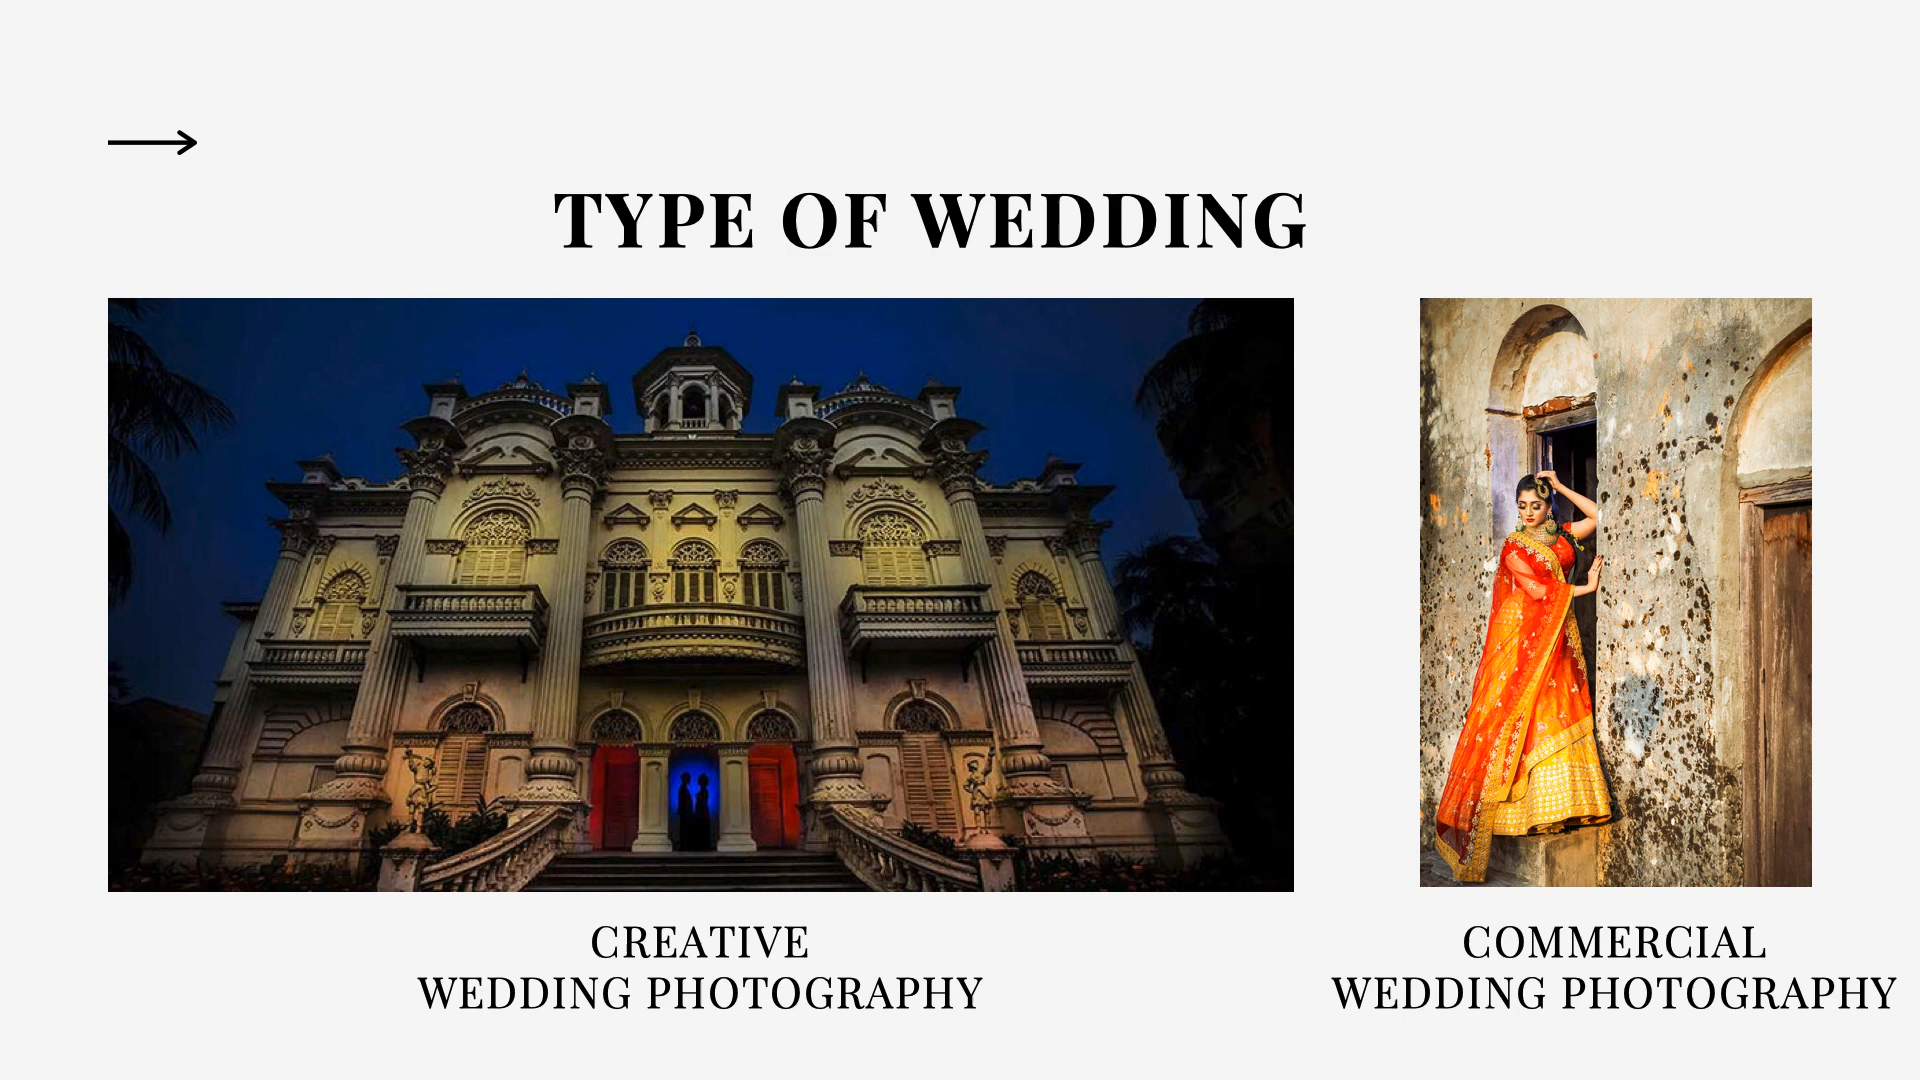 TYPE OF WEDDING
CREATIVE
WEDDING PHOTOGRAPHY
COMMERCIAL
WEDDING PHOTOGRAPHY